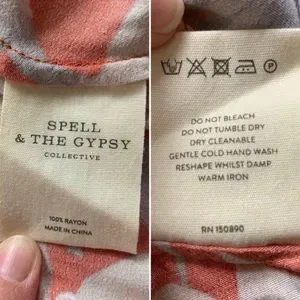 SPELL
& THE GYPSY
COLLECTIVE
100% RAYON
MADE IN CHINA
DO NOT BLEACH
DO NOT TUMBLE DRY
DRY CLEANABLE
GENTLE COLD HAND WASH
RESHAPE WHILST DAMP
WARM IRON
RN 150890